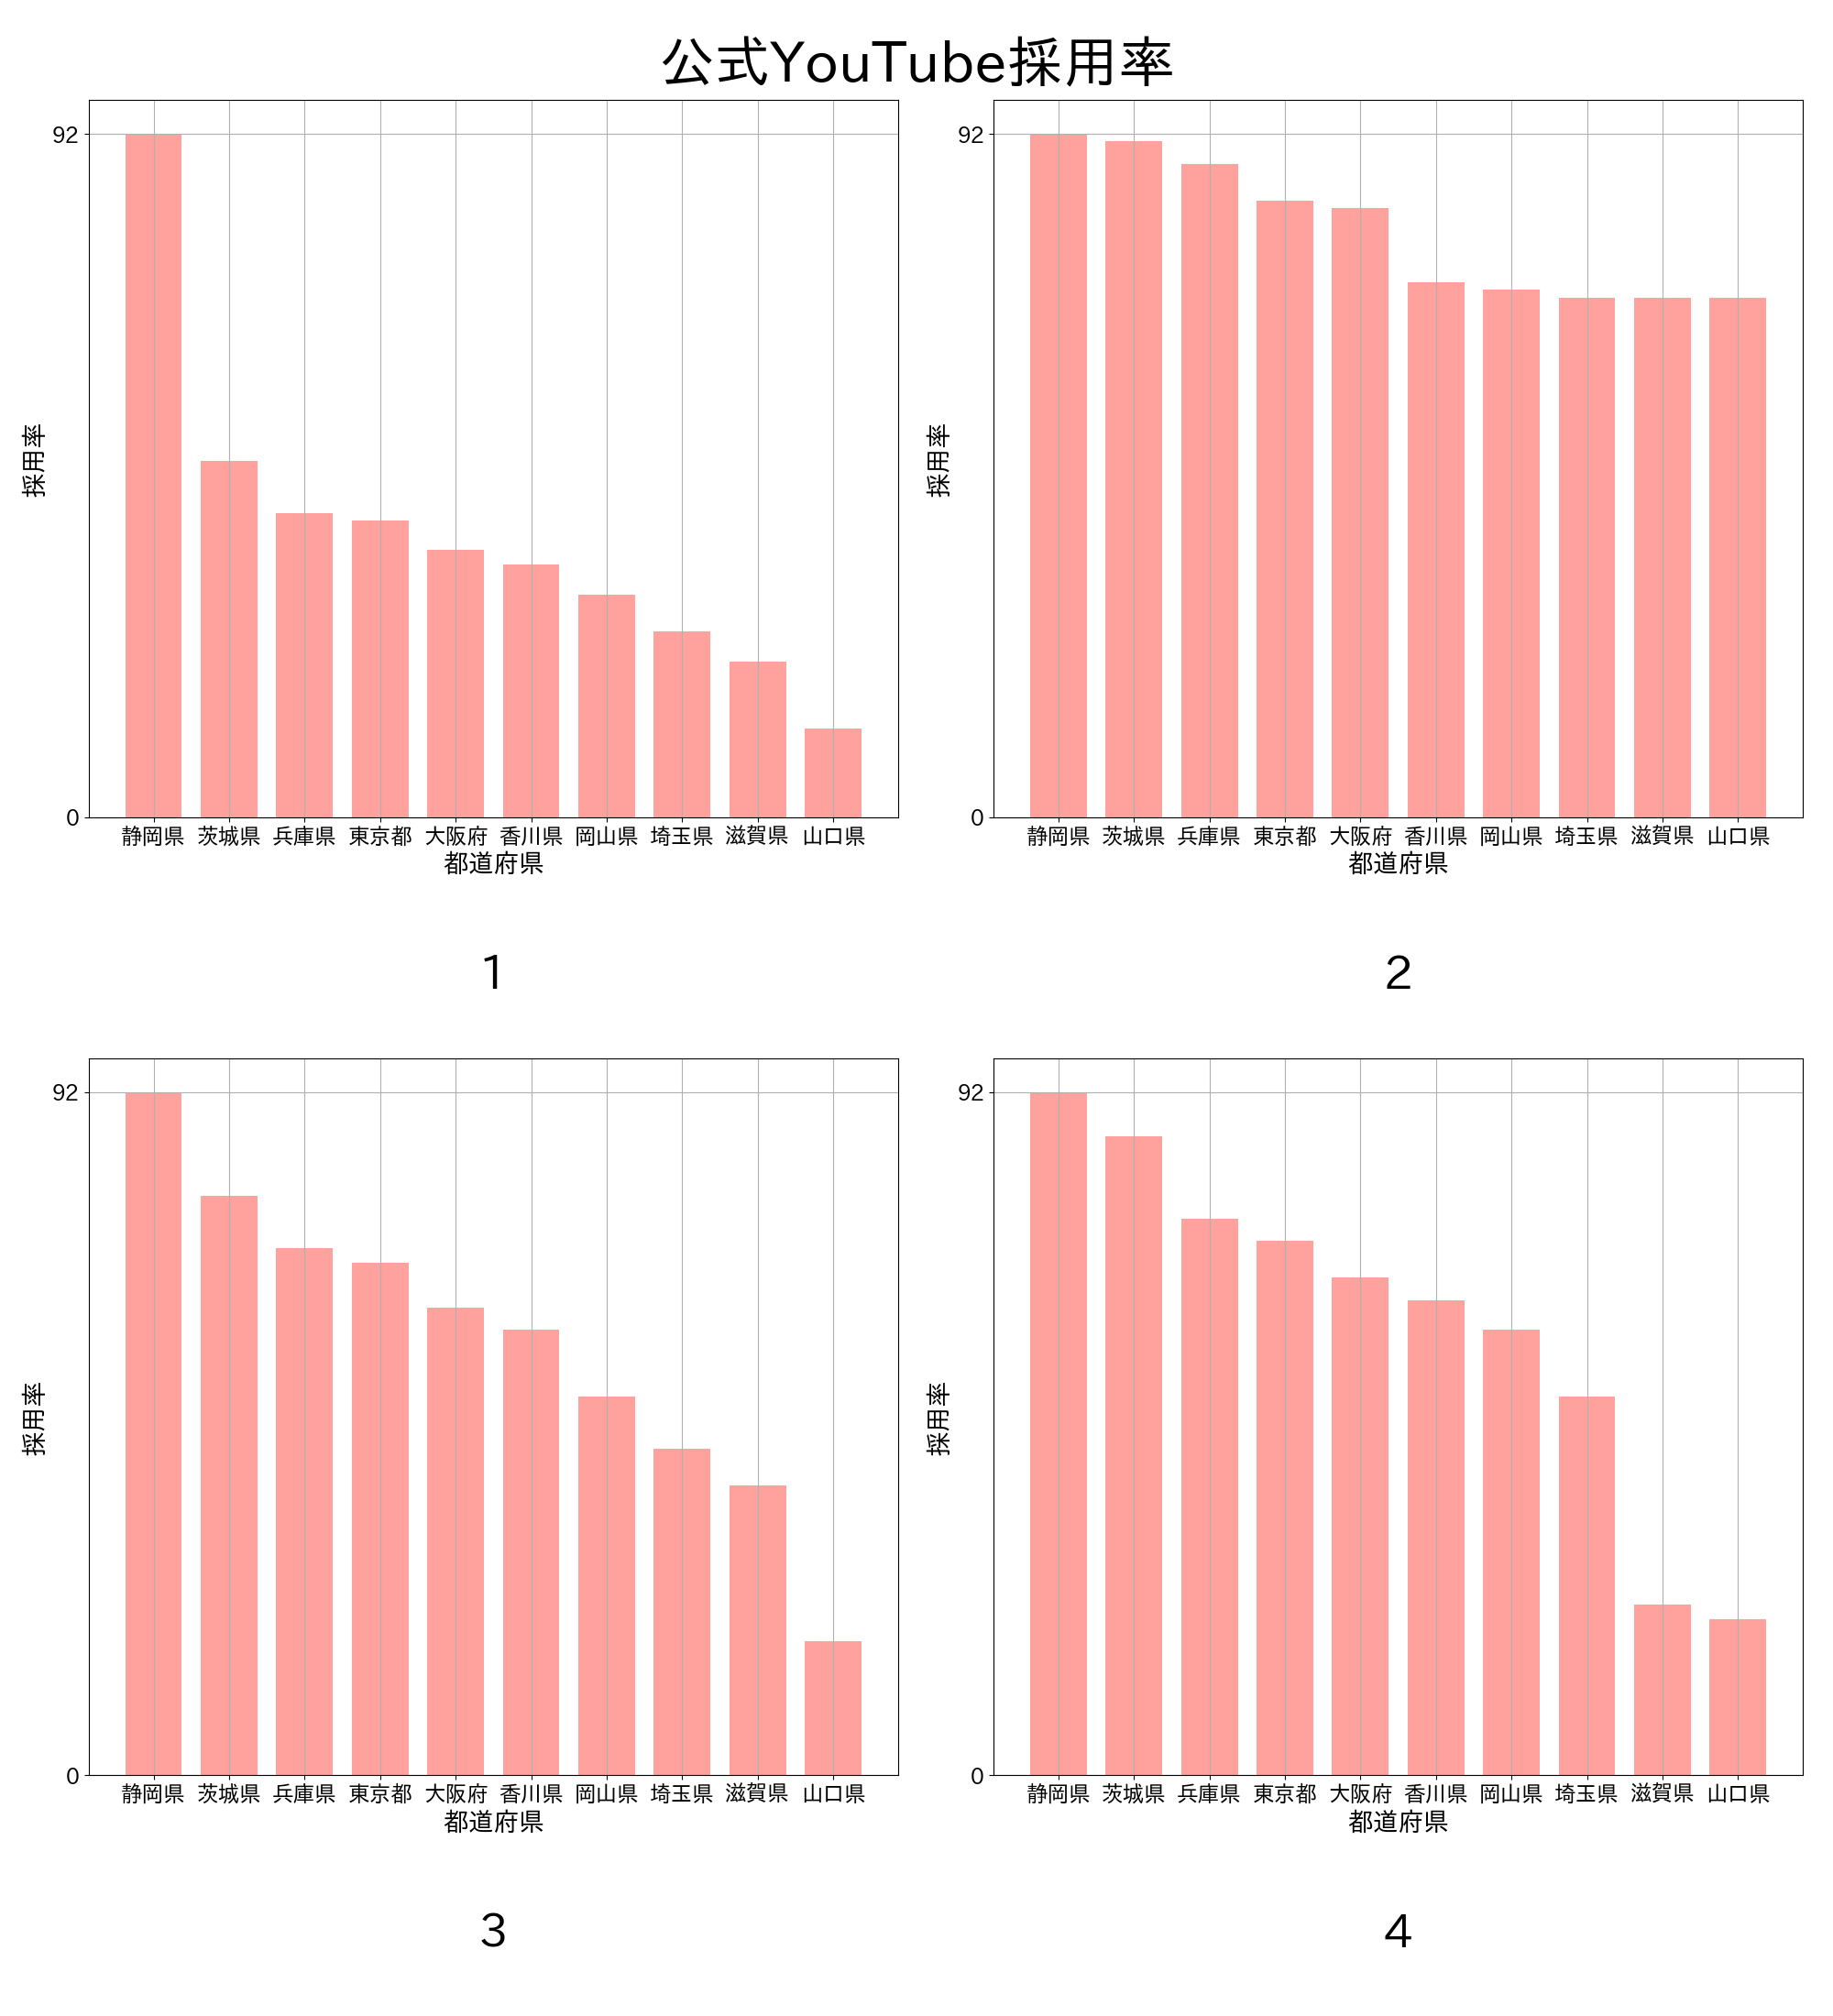 公式YouTube採用率
92
採用率
0
静岡県 茨城県 兵庫県 東京都 大阪府 香川県 岡山県 埼玉県 滋賀県 山口県
都道府県
1
92
採用率
0
静岡県 茨城県 兵庫県 東京都 大阪府 香川県 岡山県 埼玉県 滋賀県 山口県
都道府県
2
92
採用率
0
静岡県 茨城県 兵庫県 東京都 大阪府 香川県 岡山県 埼玉県 滋賀県 山口県
都道府県
3
92
採用率
0
静岡県 茨城県 兵庫県 東京都 大阪府 香川県 岡山県 埼玉県 滋賀県 山口県
都道府県
4